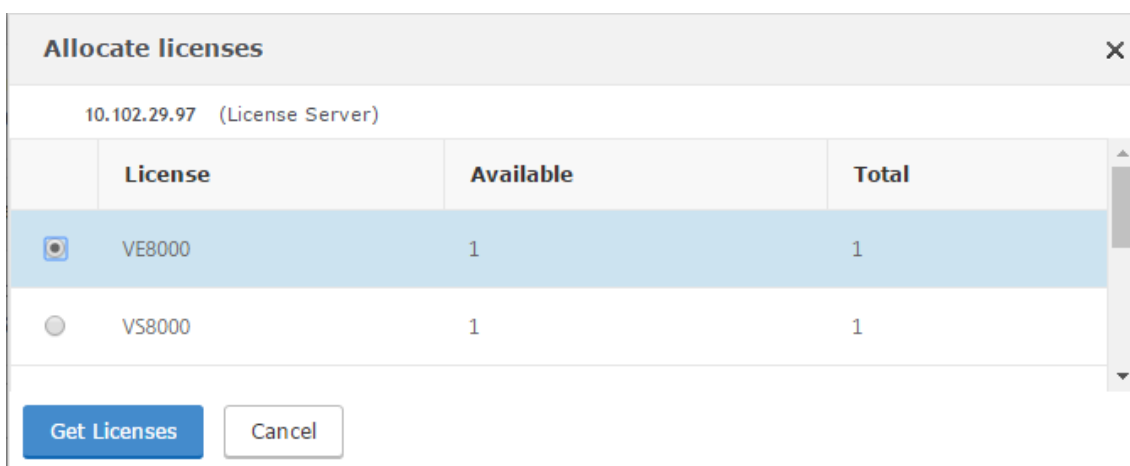 Allocate licenses
10.102.29.97 (License Server)
License Available Total
VE8000 1 1
VS8000 1 1
Get Licenses Cancel